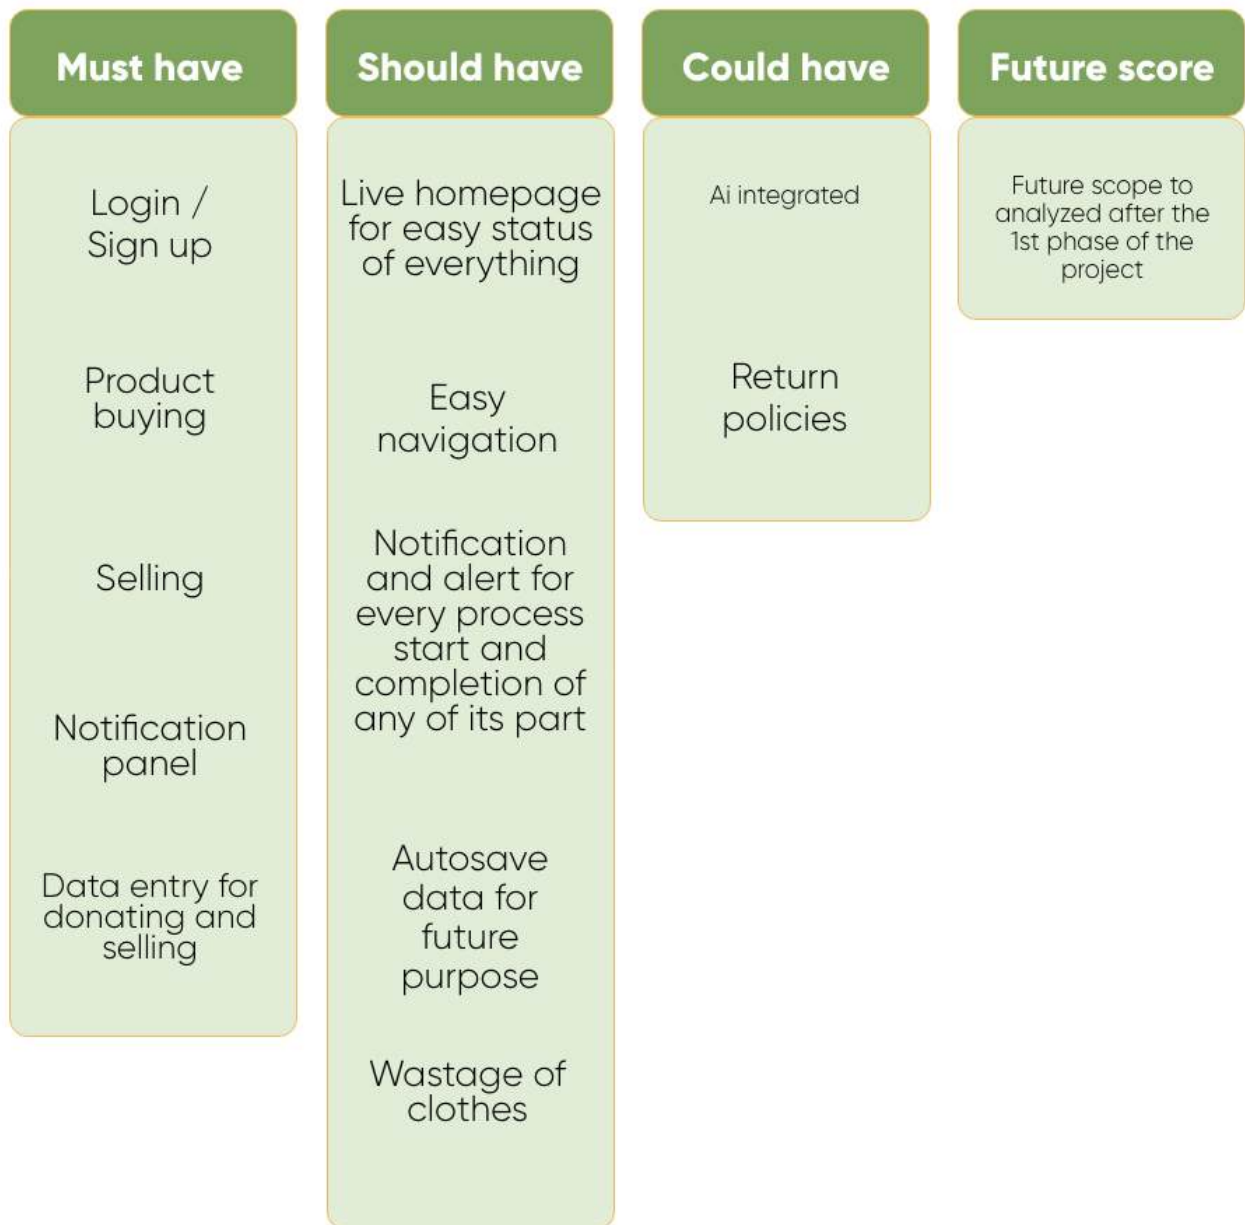 Must have
Login /
Sign up
Product
buying
Selling
Notification
panel
Data entry for
donating and
selling
Should have
Live homepage
for easy status
of everything
Easy
navigation
Notification
and alert for
every process
start and
completion of
any of its part
Autosave
data for
future
purpose
Wastage of
clothes
Could have
Ai integrated
Return
policies
Future score
Future scope to
analyzed after the
1st phase of the
project